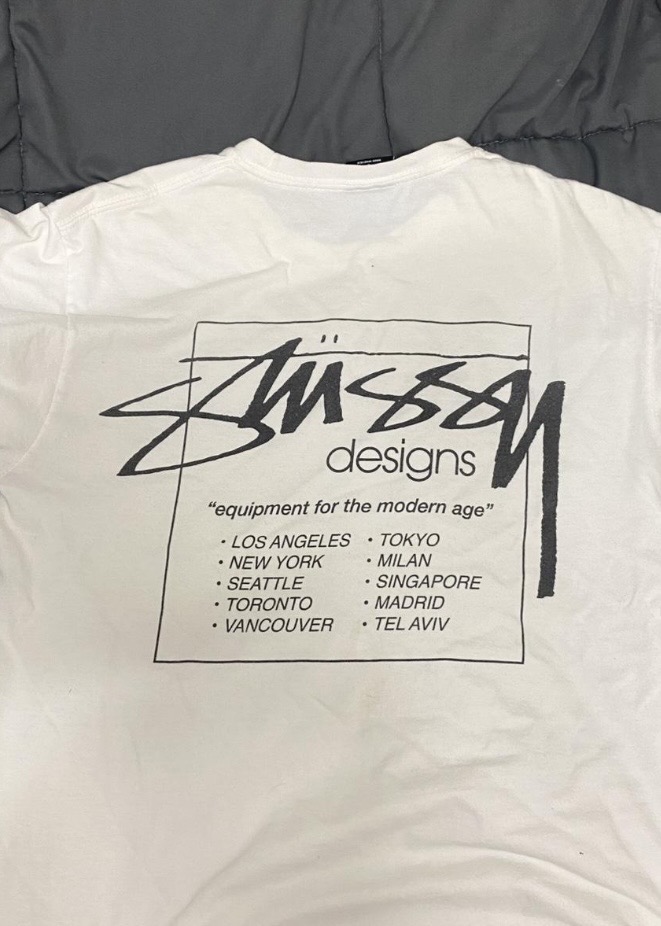 Stüssy
designs
“equipment for the modern age”
• LOS ANGELES • TOKYO
• NEW YORK • MILAN
• SEATTLE • SINGAPORE
• TORONTO • MADRID
• VANCOUVER • TEL AVIV